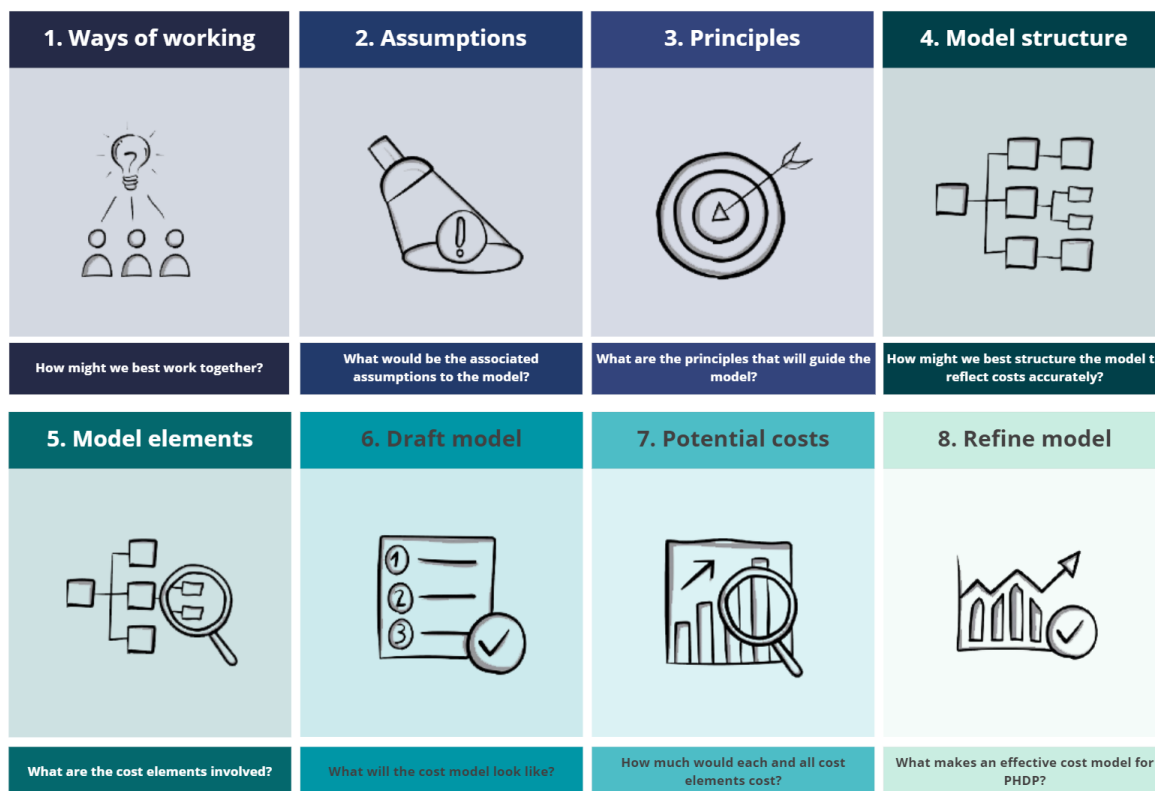 1. Ways of working
2. Assumptions
3. Principles
4. Model structure
?
!
How might we best work together?
What would be the associated
assumptions to the model?
What are the principles that will guide the
model?
How might we best structure the model t
reflect costs accurately?
5. Model elements
6. Draft model
7. Potential costs
8. Refine model
1
2
3
What are the cost elements involved?
What will the cost model look like?
How much would each and all cost
elements cost?
What makes an effective cost model for
PHDP?